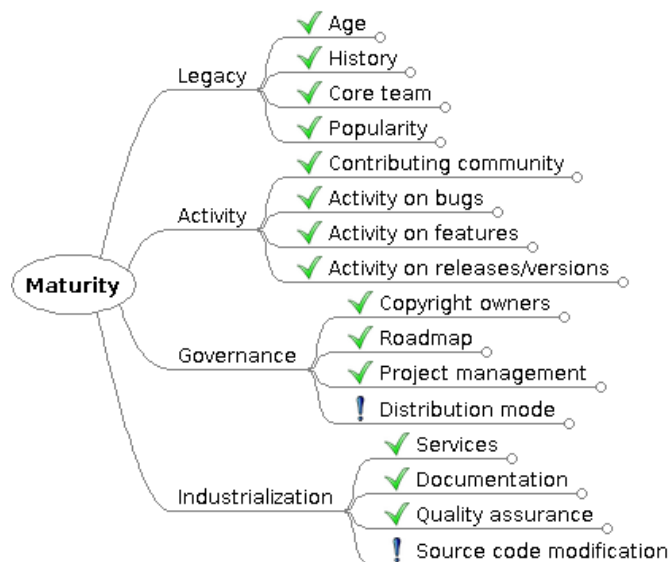 Maturity
Legacy
Age
History
Core team
Popularity
Activity
Contributing community
Activity on bugs
Activity on features
Activity on releases/versions
Governance
Copyright owners
Roadmap
Project management
Distribution mode
Industrialization
Services
Documentation
Quality assurance
Source code modification